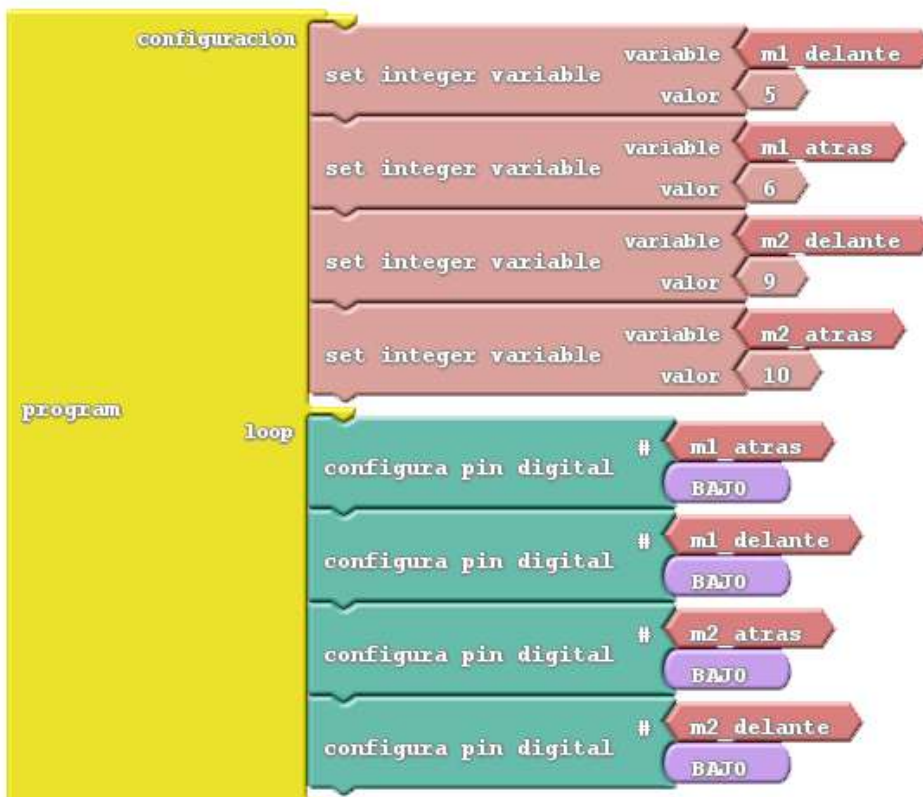 configuración
set integer variable variable m1_delante
valor 5
set integer variable variable m1_atras
valor 6
set integer variable variable m2_delante
valor 9
set integer variable variable m2_atras
valor 10
program
loop
configura pin digital # m1_atras
BAJO
configura pin digital # m1_delante
BAJO
configura pin digital # m2_atras
BAJO
configura pin digital # m2_delante
BAJO